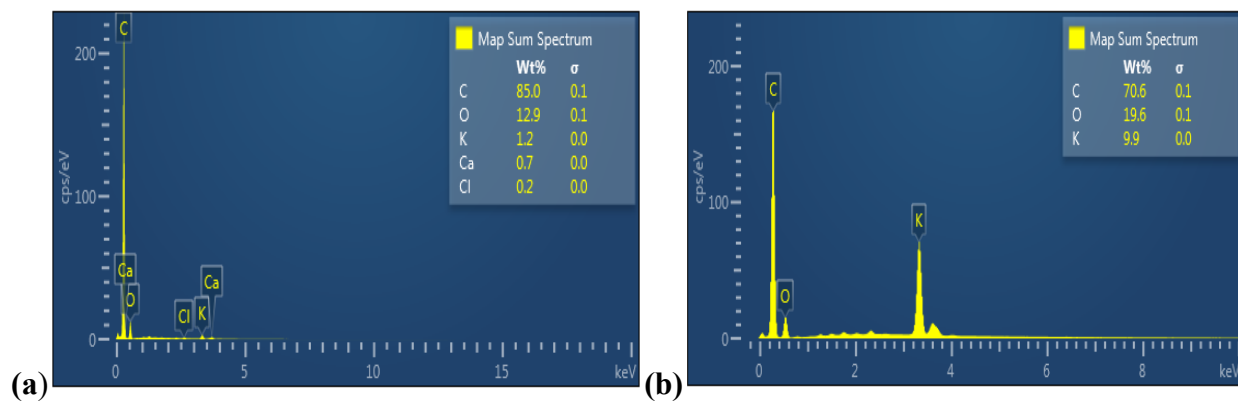 Map Sum Spectrum
Wt% σ
C 85.0 0.1
O 12.9 0.1
K 1.2 0.0
Ca 0.7 0.0
Cl 0.2 0.0
cps/eV
200
100
0
C
Ca
O
Cl
K
Ca
0 5 10 15 keV
(a)
Map Sum Spectrum
Wt% σ
C 70.6 0.1
O 19.6 0.1
K 9.9 0.0
cps/eV
200
100
0
C
O
K
0 2 4 6 8 keV
(b)